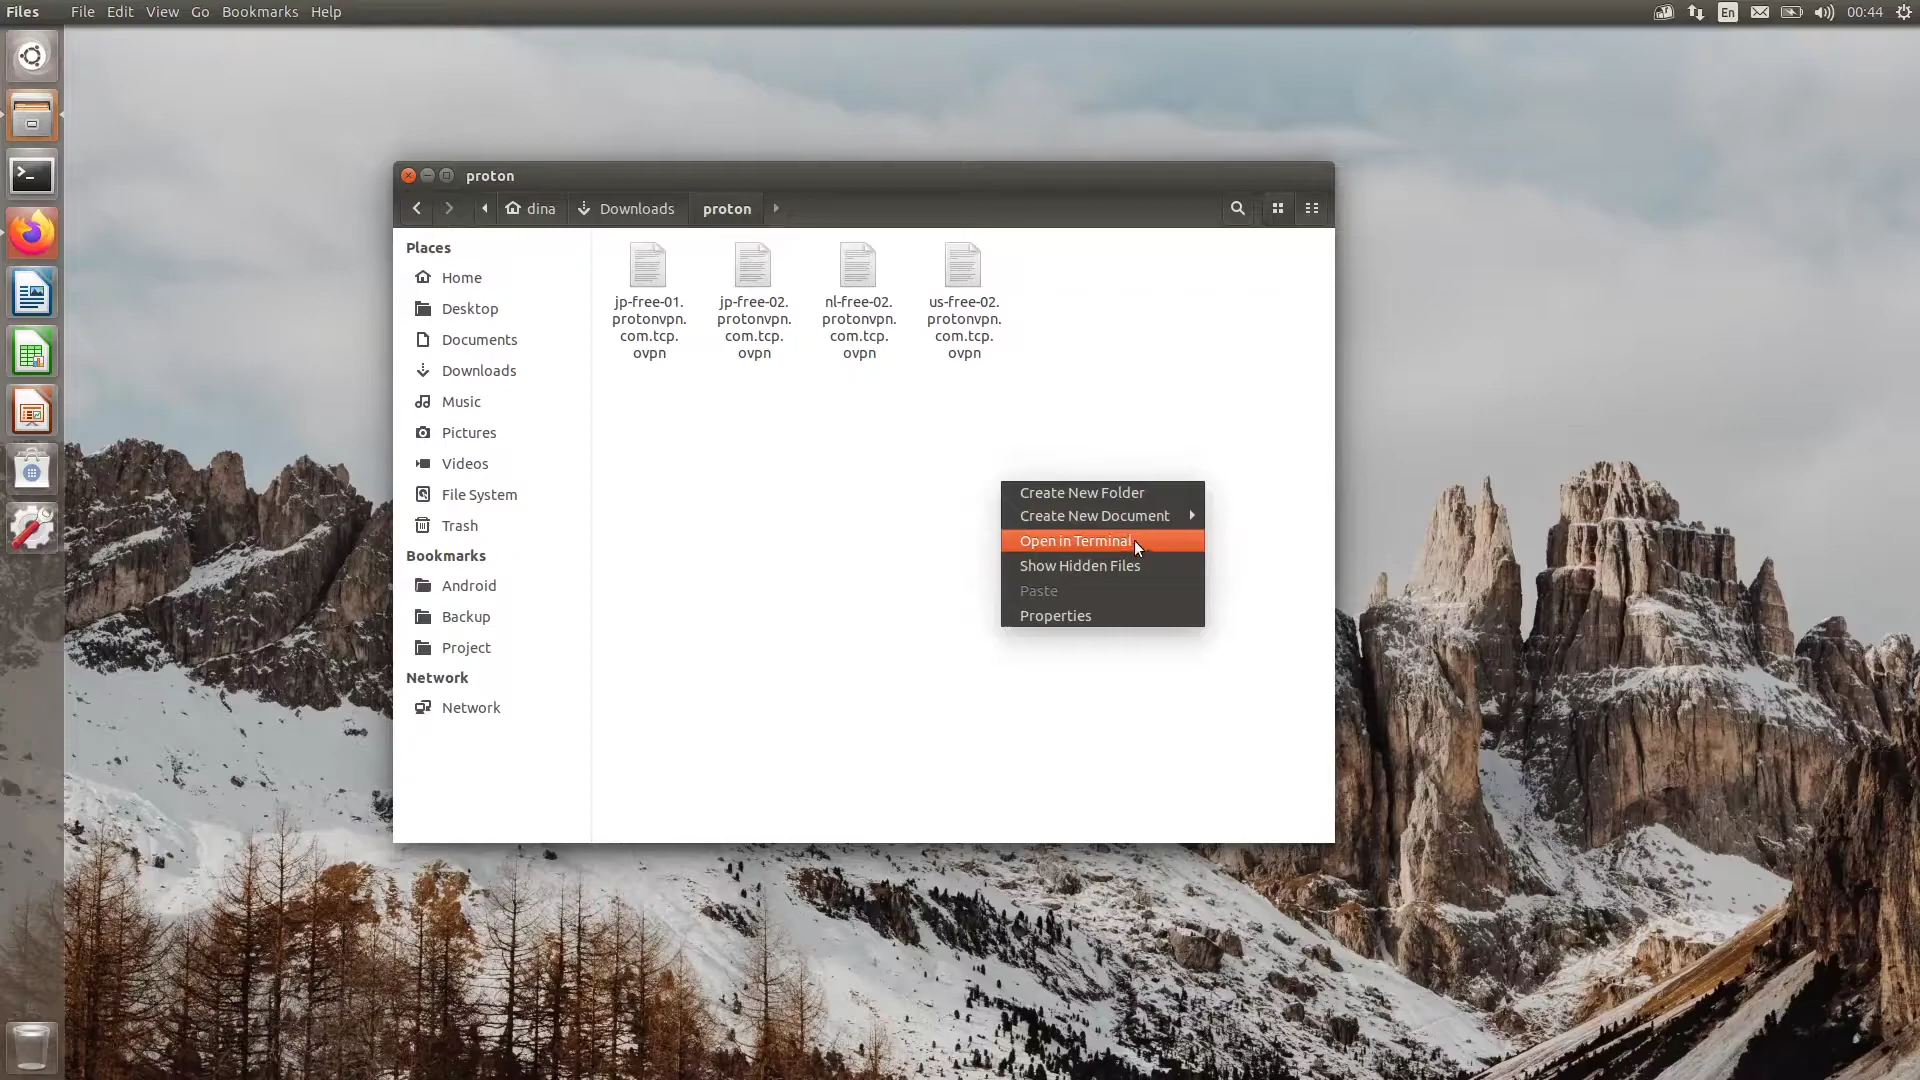 Files File Edit View Go Bookmarks Help
En 00:44
proton
dina Downloads proton
Places
Home
Desktop
Documents
Downloads
Music
Pictures
Videos
File System
Trash
Bookmarks
Android
Backup
Project
Network
Network
jp-free-01.
protonvpn.
com.tcp.
ovpn
jp-free-02.
protonvpn.
com.tcp.
ovpn
nl-free-02.
protonvpn.
com.tcp.
ovpn
us-free-02.
protonvpn.
com.tcp.
ovpn
Create New Folder
Create New Document
Open in Terminal
Show Hidden Files
Paste
Properties